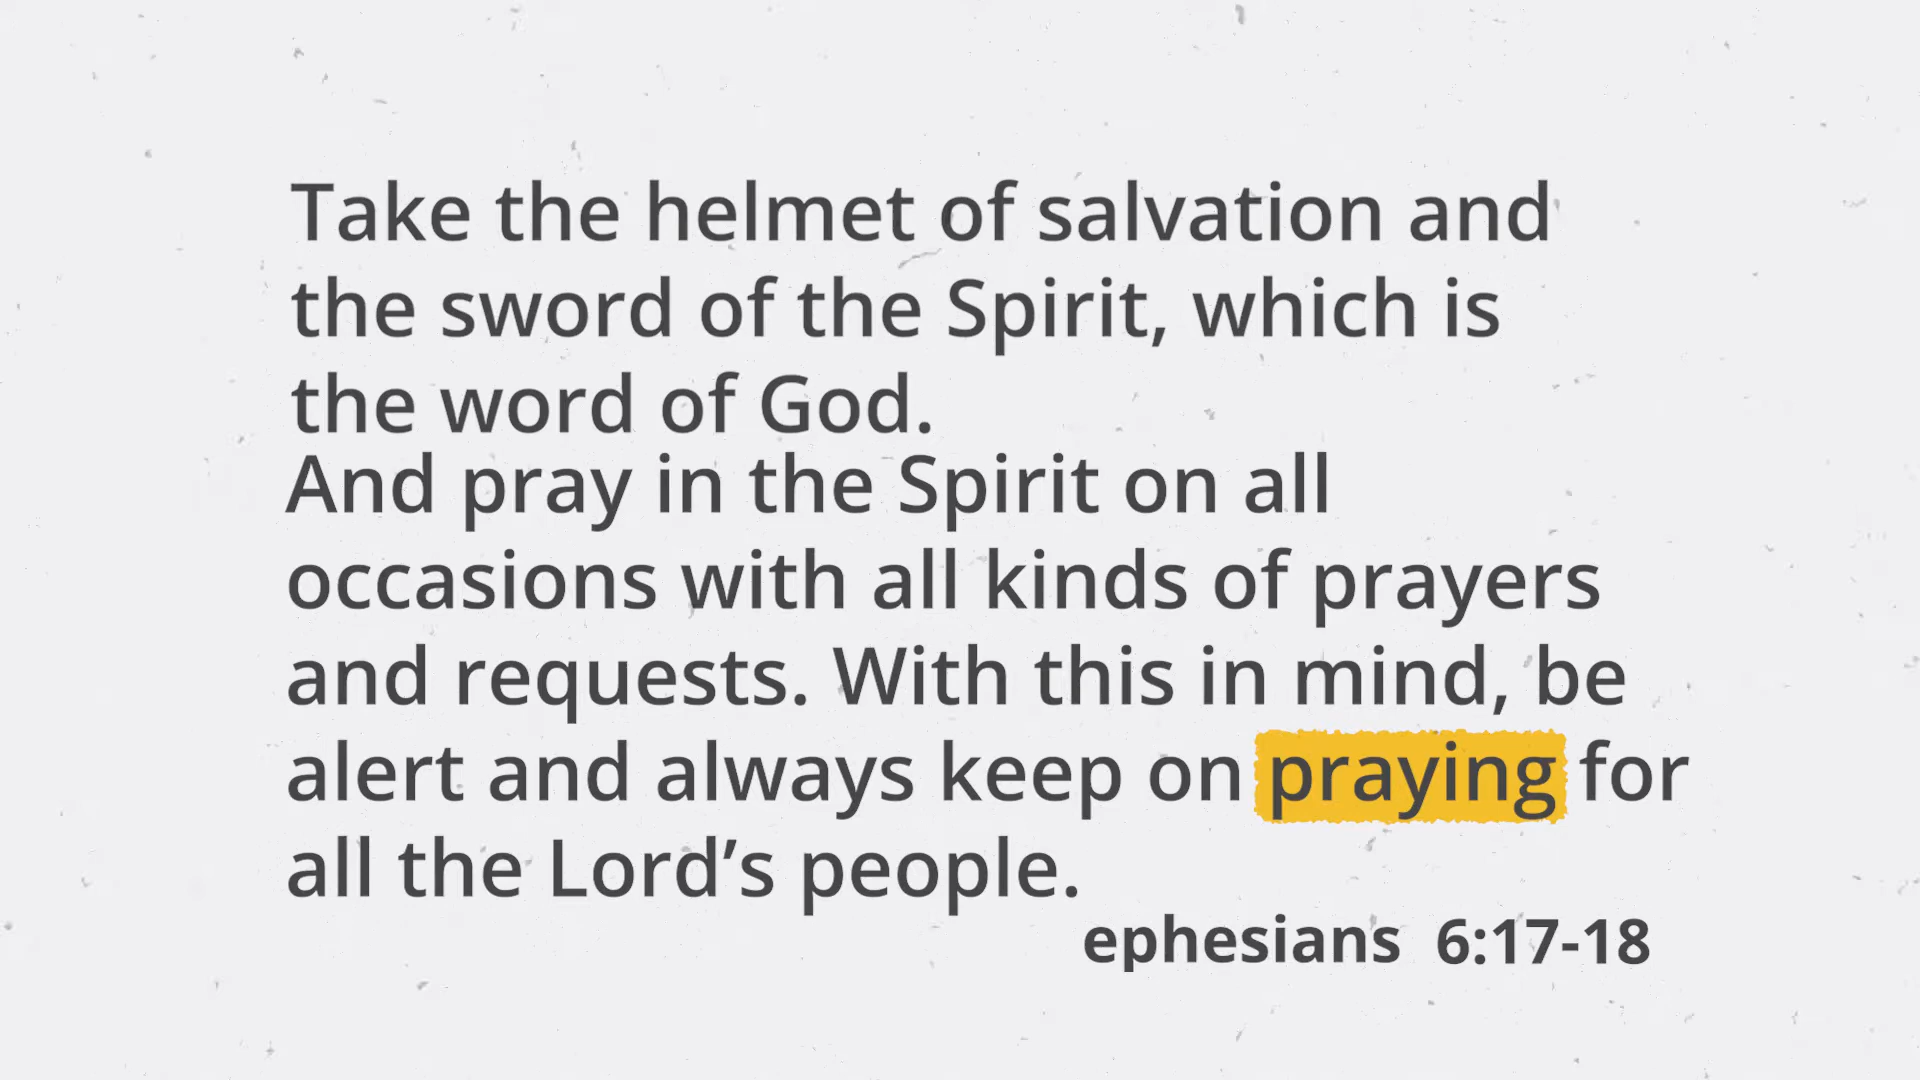 Take the helmet of salvation and
the sword of the Spirit, which is
the word of God.
And pray in the Spirit on all
occasions with all kinds of prayers
and requests. With this in mind, be
alert and always keep on praying for
all the Lord’s people.
ephesians 6:17-18